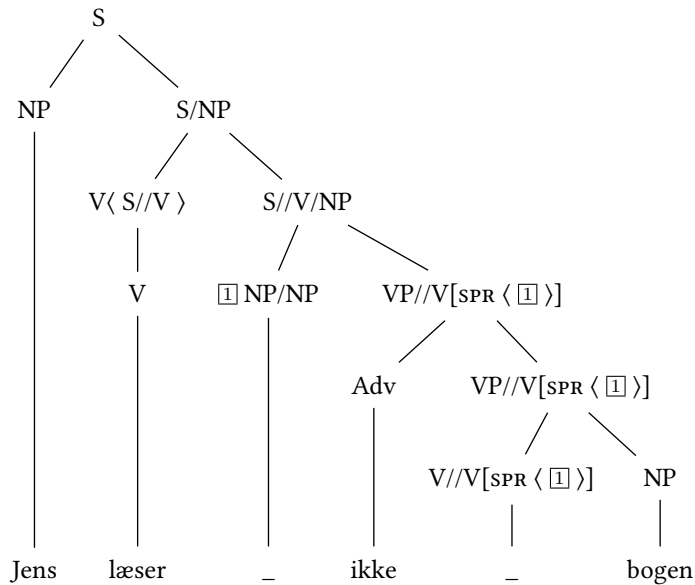 S
NP S/NP
V⟨ S//V ⟩ S//V/NP
V 1 NP/NP VP//V[SPR ⟨ 1 ⟩]
Adv VP//V[SPR ⟨ 1 ⟩]
V//V[SPR ⟨ 1 ⟩] NP
Jens læser _ ikke _ bogen